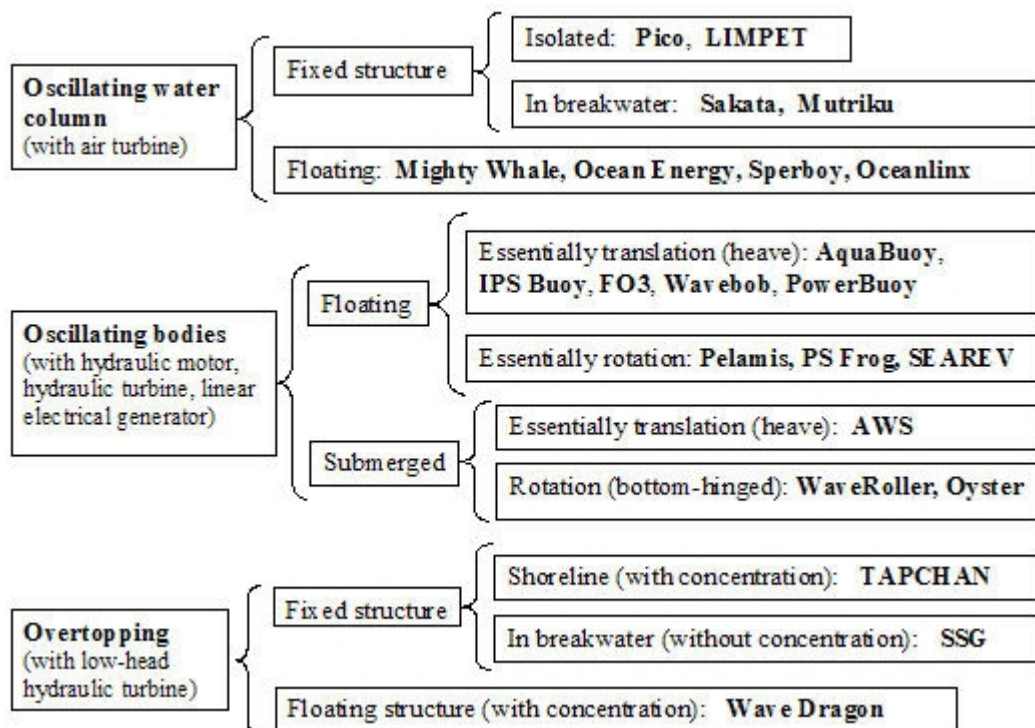 Isolated: Pico, LIMPET
Fixed structure
Oscillating water
column
(with air turbine)
In breakwater: Sakata, Mutriku
Floating: Mighty Whale, Ocean Energy, Sperboy, Oceanlinx
Essentially translation (heave): AquaBuoy,
IPS Buoy, FO3, Wavebob, PowerBuoy
Floating
Oscillating bodies
(with hydraulic motor,
hydraulic turbine, linear
electrical generator)
Essentially rotation: Pelamis, PS Frog, SEAREV
Essentially translation (heave): AWS
Submerged
Rotation (bottom-hinged): WaveRoller, Oyster
Shoreline (with concentration): TAPCHAN
Fixed structure
Overtopping
(with low-head
hydraulic turbine)
In breakwater (without concentration): SSG
Floating structure (with concentration): Wave Dragon